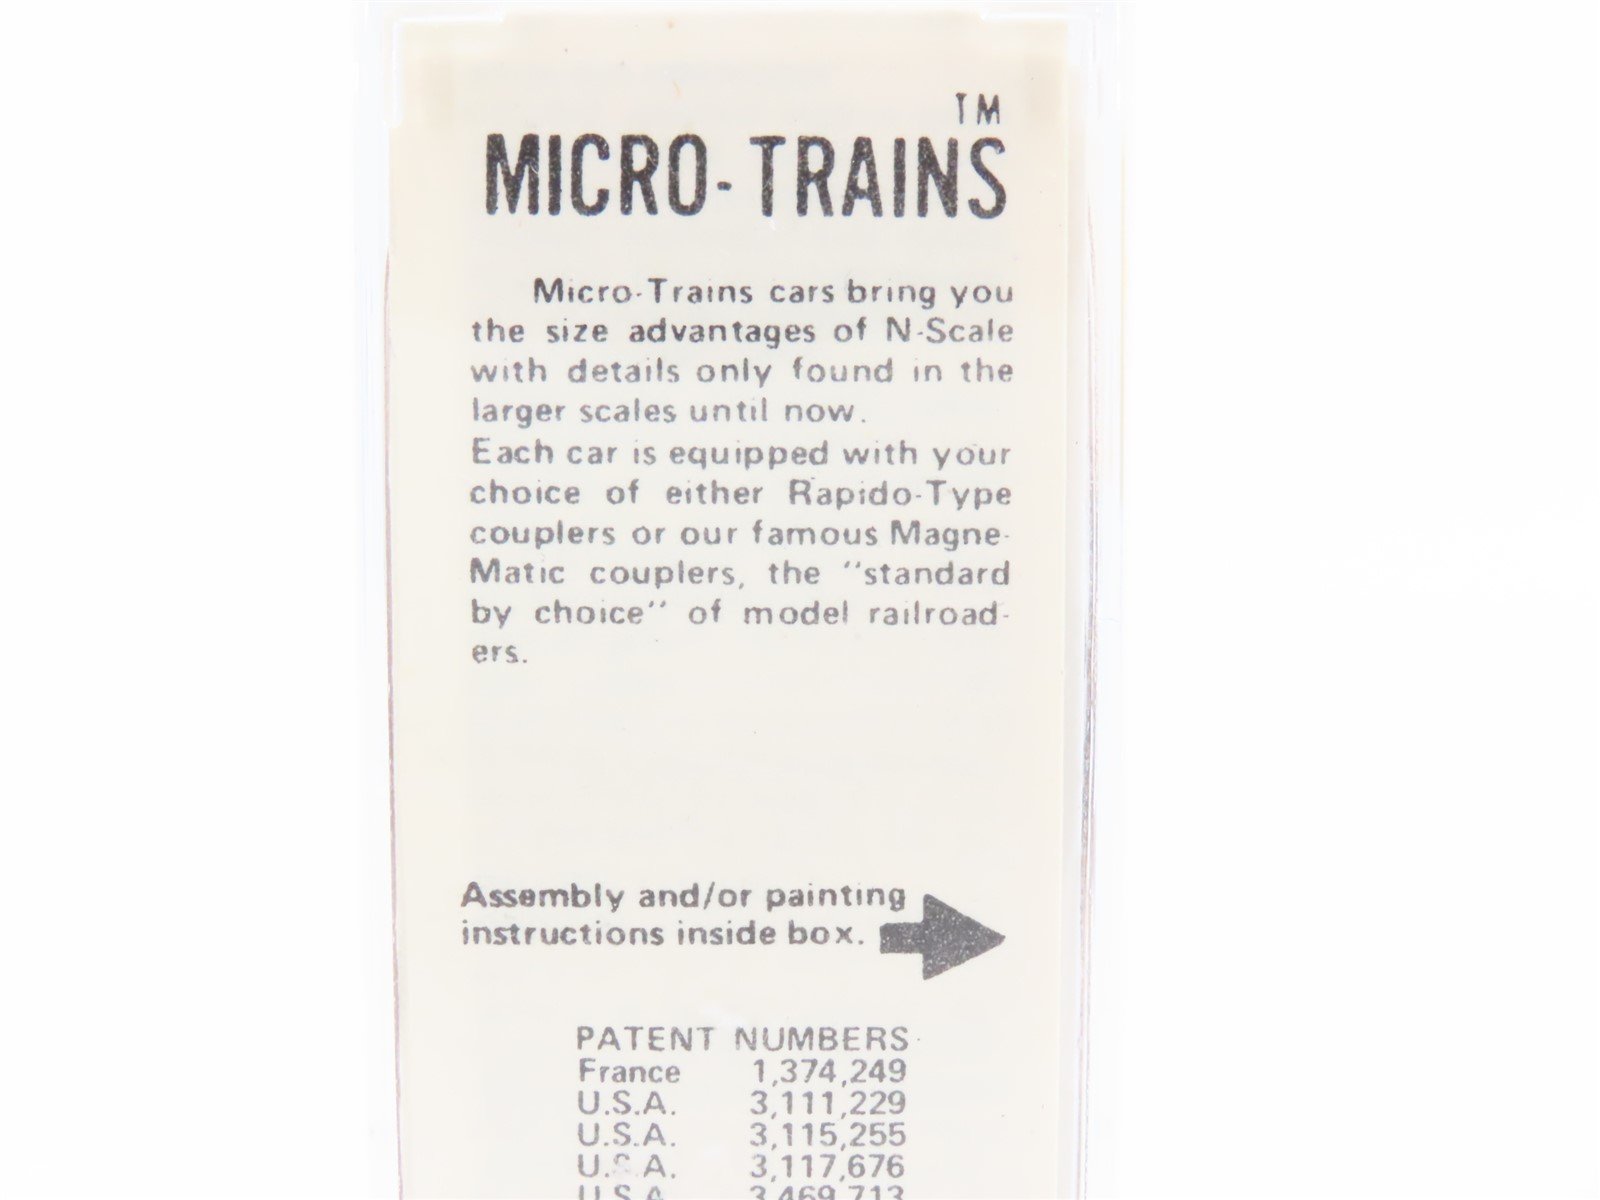 TM
MICRO-TRAINS
Micro-Trains cars bring you
the size advantages of N-Scale
with details only found in the
larger scales until now.
Each car is equipped with your
choice of either Rapido-Type
couplers or our famous Magne-
Matic couplers, the "standard
by choice" of model railroad-
ers.
Assembly and/or painting
instructions inside box.
PATENT NUMBERS
France 1,374,249
U.S.A. 3,111,229
U.S.A. 3,115,255
U.S.A. 3,117,676
U.S.A. 3,469,713